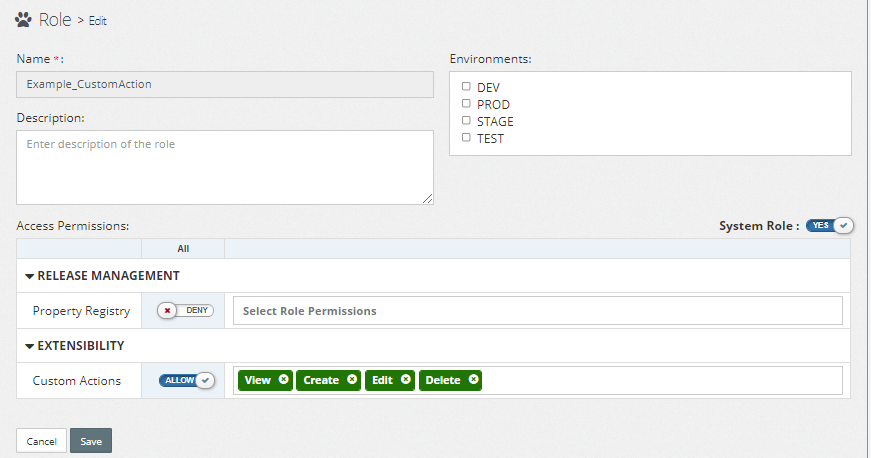 Role > Edit
Name *:
Example_CustomAction
Description:
Enter description of the role
Environments:
DEV
PROD
STAGE
TEST
Access Permissions:
System Role : YES
All
RELEASE MANAGEMENT
Property Registry DENY Select Role Permissions
EXTENSIBILITY
Custom Actions ALLOW View Create Edit Delete
Cancel Save